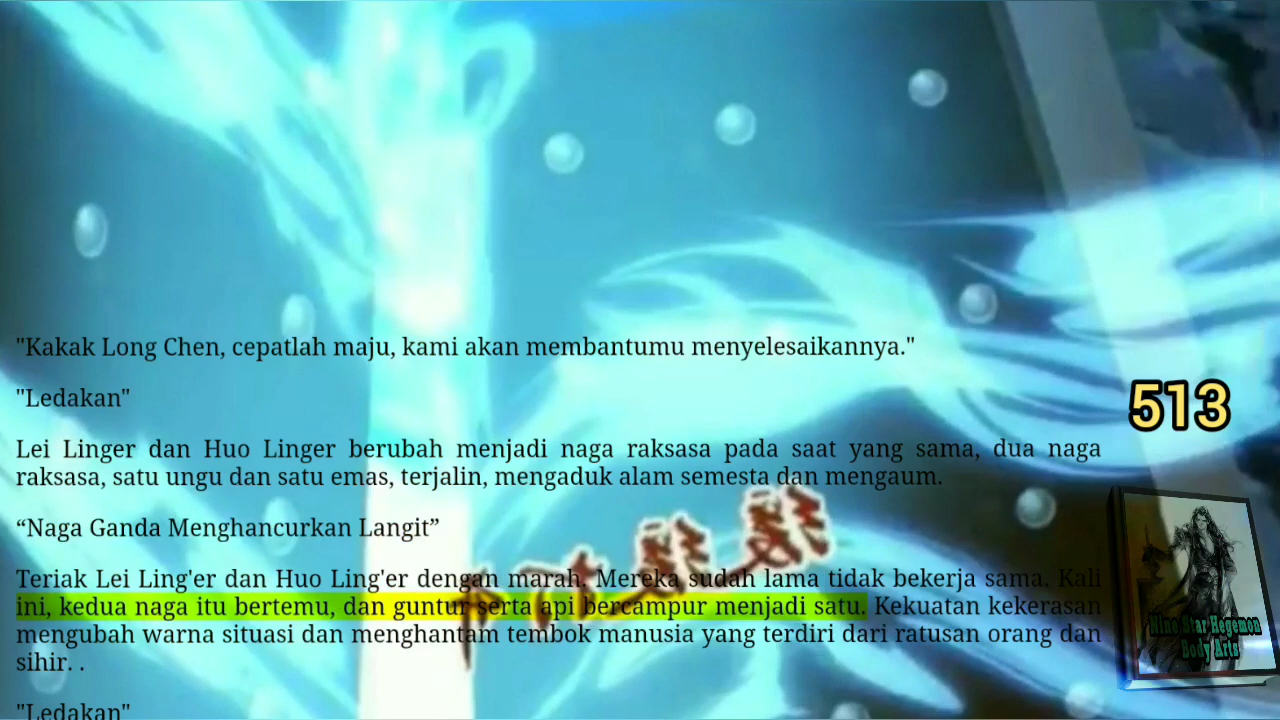 "Kakak Long Chen, cepatlah maju, kami akan membantumu menyelesaikannya."
"Ledakan"
Lei Linger dan Huo Linger berubah menjadi naga raksasa pada saat yang sama, dua naga
raksasa, satu ungu dan satu emas, terjalin, mengaduk alam semesta dan mengaum.
“Naga Ganda Menghancurkan Langit”
Teriak Lei Ling'er dan Huo Ling'er dengan marah. Mereka sudah lama tidak bekerja sama. Kali
ini, kedua naga itu bertemu, dan guntur serta api bercampur menjadi satu. Kekuatan kekerasan
mengubah warna situasi dan menghantam tembok manusia yang terdiri dari ratusan orang dan
sihir. .
"Ledakan"
513
Nine Star Hegemon
Body Arts